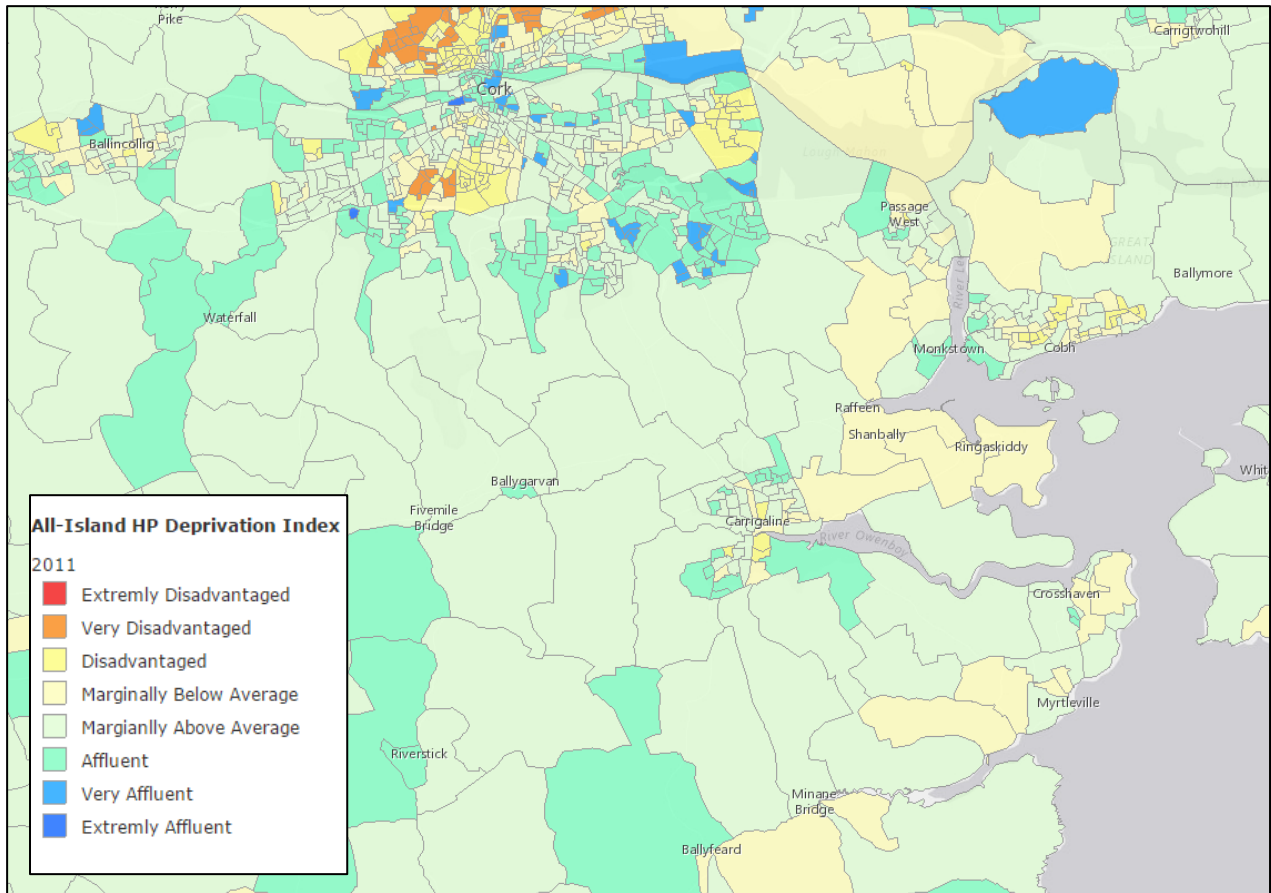 Pike
Carrigtwohill
Cork
Ballincollig
Lough Mahon
Passage
West
GREAT
ISLAND
River Le
Ballymore
Waterfall
Monkstown
Cobh
Raffeen
Shanbally
Ringaskiddy
Whit
Ballygarvan
Fivemile
Bridge
Carrigaline
River Owenboy
Crosshaven
Myrtleville
Riverstick
Minane
Bridge
Ballyfeard
All-Island HP Deprivation Index
2011
Extremly Disadvantaged
Very Disadvantaged
Disadvantaged
Marginally Below Average
Margianlly Above Average
Affluent
Very Affluent
Extremly Affluent